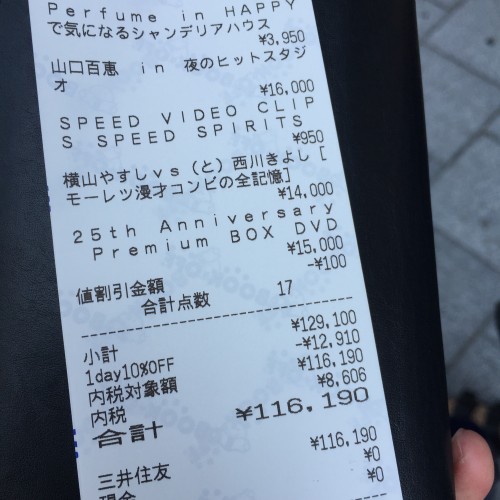 Perfume in HAPPY
で気になるシャンデリアハウス
¥3,950
山口百恵 in 夜のヒットスタジ
オ
¥16,000
SPEED VIDEO CLIP
S SPEED SPIRITS
¥950
横山やすしvs(と)西川きよし[
モーレツ漫才コンビの全記憶]
¥14,000
25th Anniversary
Premium BOX DVD
¥15,000
値割引金額 -¥100
合計点数 17
小計 ¥129,100
1day10%OFF -¥12,910
内税対象額 ¥116,190
内税 ¥8,606
合計 ¥116,190
三井住友 ¥116,190
現金 ¥0
¥0